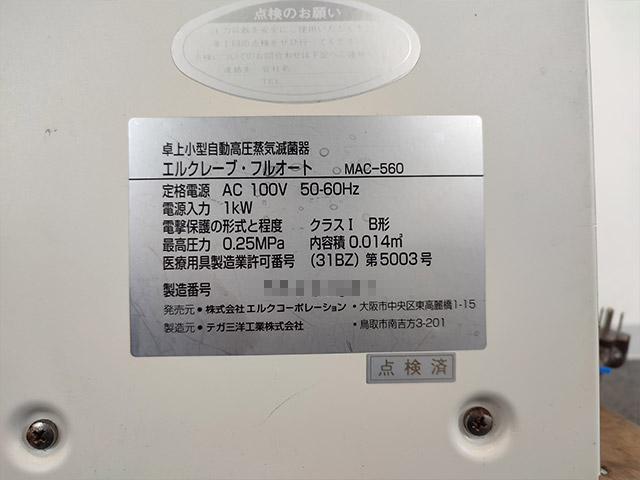 点検のお願い
卓上小型自動高圧蒸気滅菌器
エルクレーブ・フルオート MAC-560
定格電源 AC 100V 50-60Hz
電源入力 1kW
電撃保護の形式と程度 クラスI B形
最高圧力 0.25MPa 内容積 0.014㎥
医療用具製造業許可番号 (31BZ) 第5003号
製造番号
発売元 ● 株式会社 エルクコーポレーション ・大阪市中央区東高麗橋1-15
製造元 ● テガ三洋工業株式会社 ・鳥取市南吉方3-201
点検済